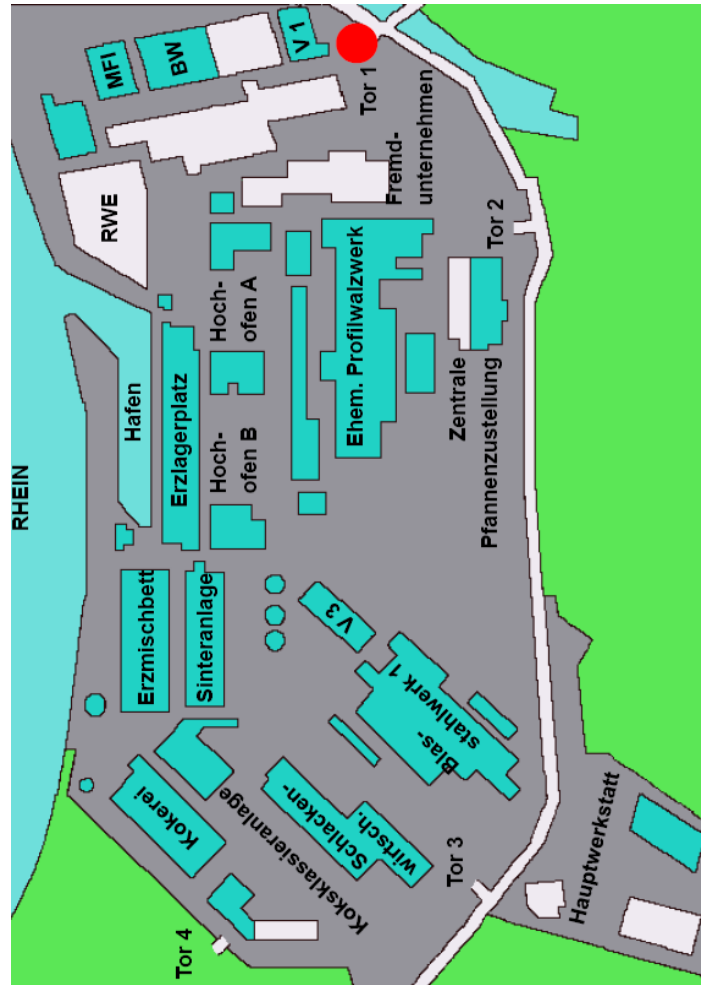 RHEIN
MFI
BW
V 1
Tor 1
RWE
Fremd-
unternehmen
Hafen
Erzlagerplatz
Hoch-
ofen A
Hoch-
ofen B
Ehem. Profilwalzwerk
Tor 2
Zentrale
Pfannenzustellung
Erzmischbett
Sinteranlage
V 3
Blas-
stahlwerk 1
Kokerei
Koksklassieranlage
Schlacken-
wirtsch.
Tor 3
Tor 4
Hauptwerkstatt